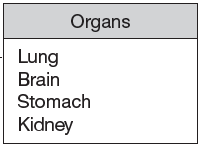 Organs
Lung
Brain
Stomach
Kidney